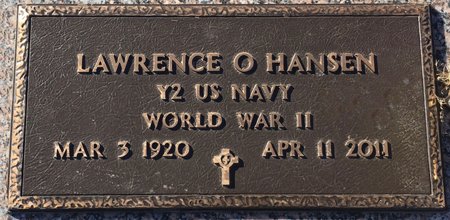 LAWRENCE O HANSEN
Y2 US NAVY
WORLD WAR II
MAR 3 1920 APR 11 2011